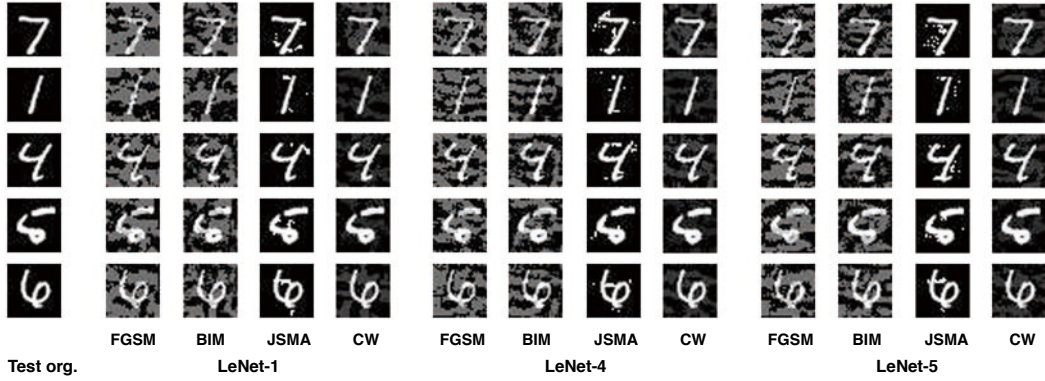 FGSM BIM JSMA CW FGSM BIM JSMA CW FGSM BIM JSMA CW
Test org. LeNet-1 LeNet-4 LeNet-5